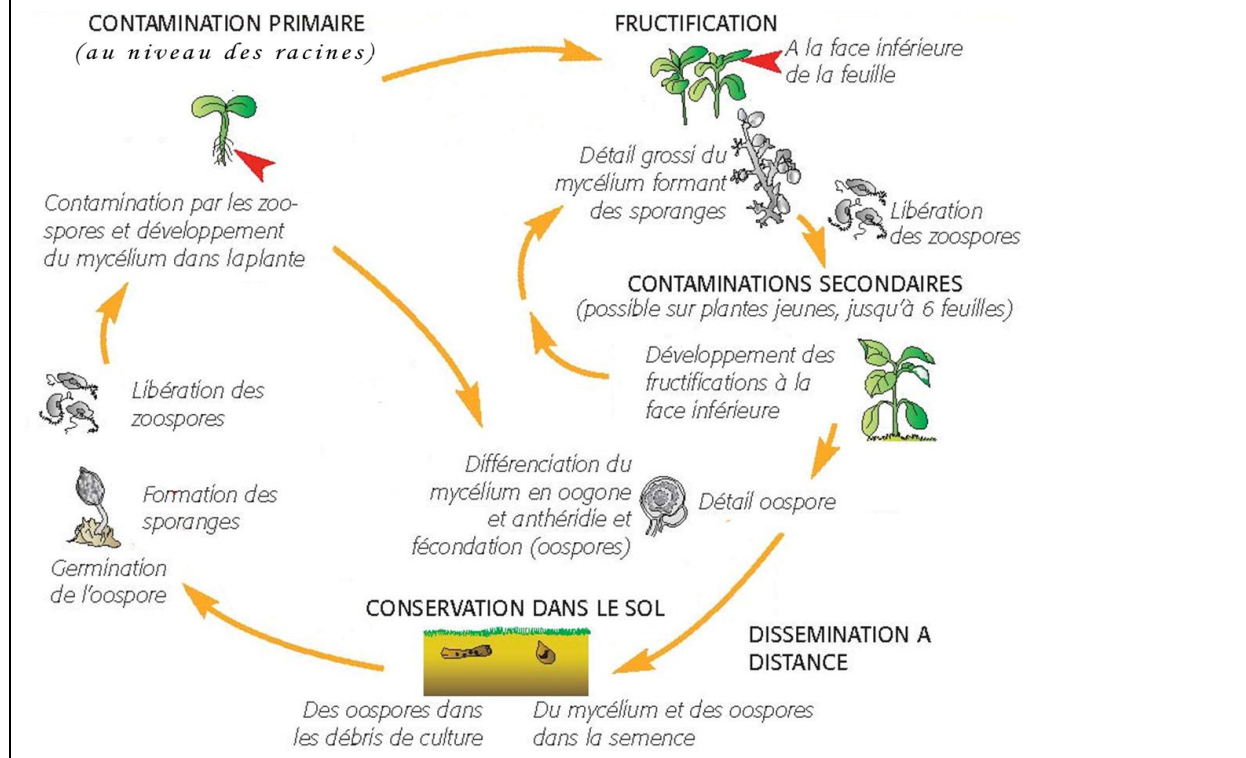 CONTAMINATION PRIMAIRE
(au niveau des racines)
Contamination par les zoo-
spores et développement
du mycélium dans laplante
FRUCTIFICATION
A la face inférieure
de la feuille
Détail grossi du
mycélium formant
des sporanges
Libération
des zoospores
CONTAMINATIONS SECONDAIRES
(possible sur plantes jeunes, jusqu'à 6 feuilles)
Développement des
fructifications à la
face inférieure
Libération des
zoospores
Formation des
sporanges
Germination
de l'oospore
Différenciation du
mycélium en oogone
et anthéridie et
fécondation (oospores)
Détail oospore
CONSERVATION DANS LE SOL
DISSEMINATION A
DISTANCE
Des oospores dans
les débris de culture
Du mycélium et des oospores
dans la semence